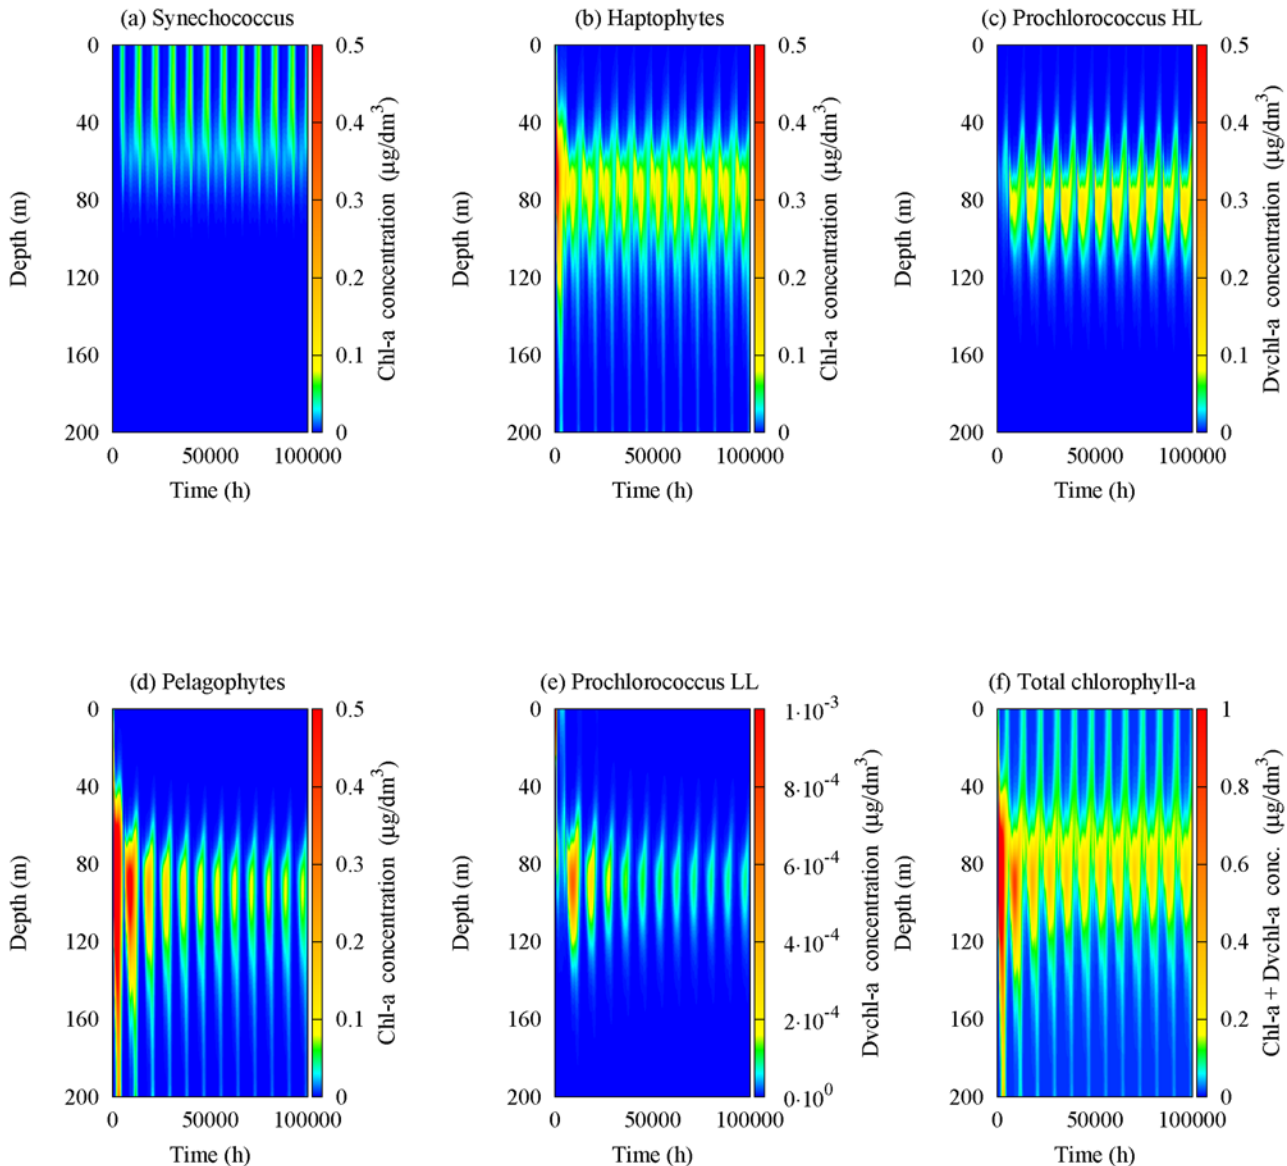 (a) Synechococcus
0
40
80
120
160
200
Depth (m)
0 50000 100000
Time (h)
0.5
0.4
0.3
0.2
0.1
0
Chl-a concentration (μg/dm³)
(b) Haptophytes
0
40
80
120
160
200
Depth (m)
0 50000 100000
Time (h)
0.5
0.4
0.3
0.2
0.1
0
Chl-a concentration (μg/dm³)
(c) Prochlorococcus HL
0
40
80
120
160
200
Depth (m)
0 50000 100000
Time (h)
0.5
0.4
0.3
0.2
0.1
0
Dvchl-a concentration (μg/dm³)
(d) Pelagophytes
0
40
80
120
160
200
Depth (m)
0 50000 100000
Time (h)
0.5
0.4
0.3
0.2
0.1
0
Chl-a concentration (μg/dm³)
(e) Prochlorococcus LL
0
40
80
120
160
200
Depth (m)
0 50000 100000
Time (h)
1·10⁻³
8·10⁻⁴
6·10⁻⁴
4·10⁻⁴
2·10⁻⁴
0·10⁰
Dvchl-a concentration (μg/dm³)
(f) Total chlorophyll-a
0
40
80
120
160
200
Depth (m)
0 50000 100000
Time (h)
1
0.8
0.6
0.4
0.2
0
Chl-a + Dvchl-a conc. (μg/dm³)